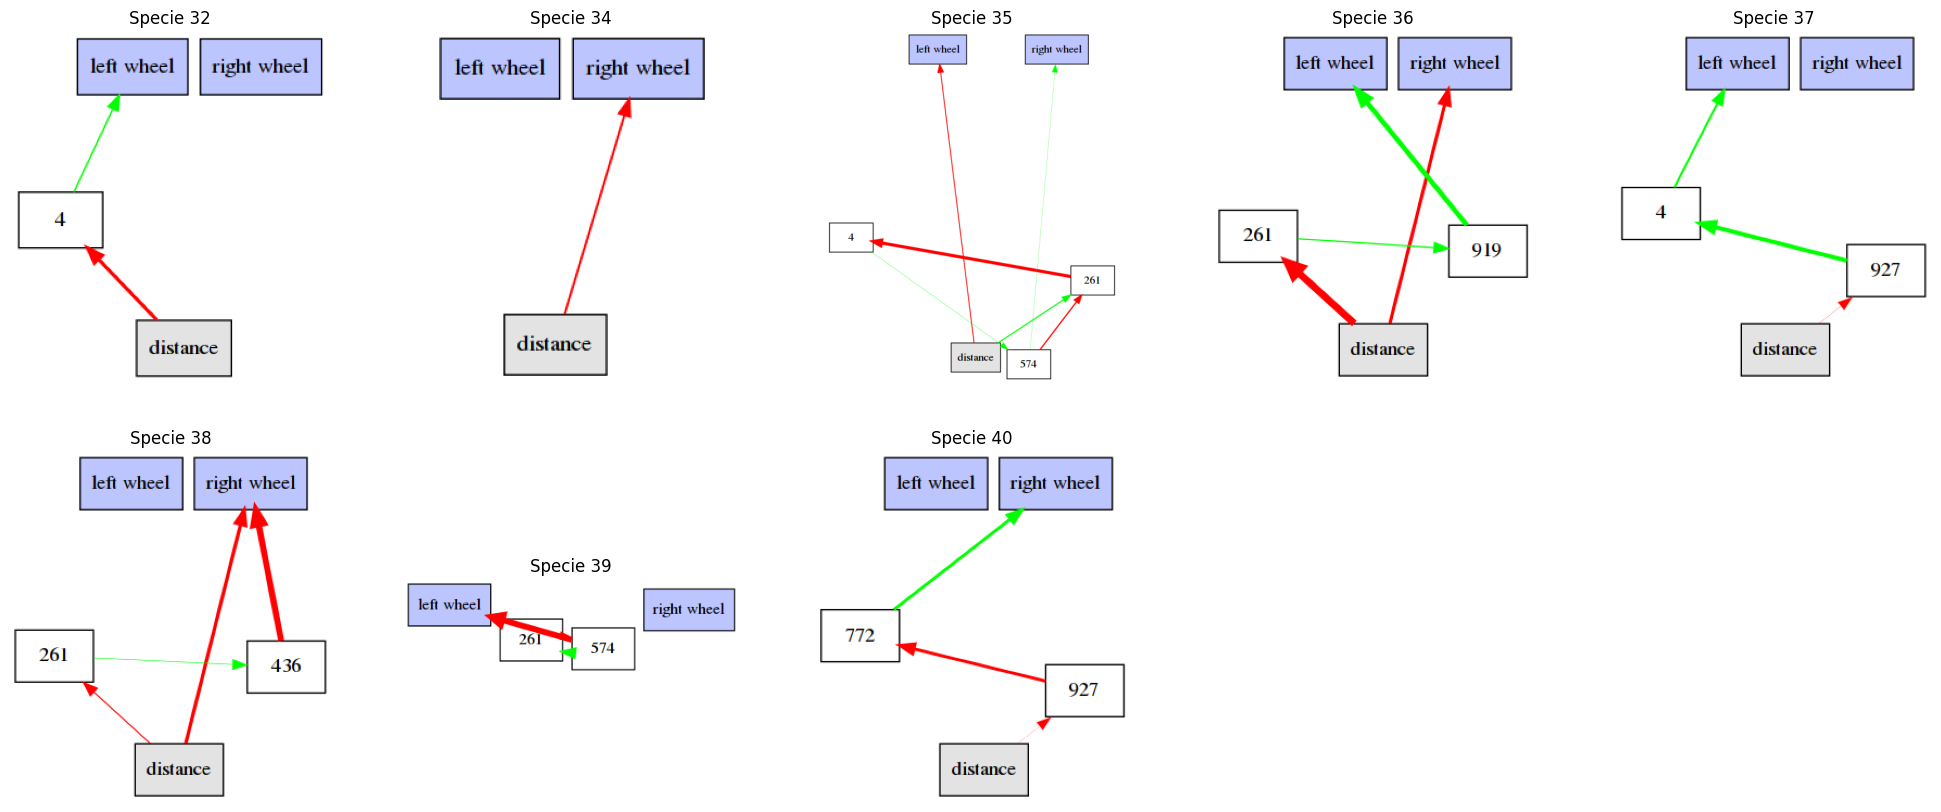 Specie 32
left wheel
right wheel
4
distance
Specie 34
left wheel
right wheel
distance
Specie 35
left wheel
right wheel
4
261
distance
574
Specie 36
left wheel
right wheel
261
919
distance
Specie 37
left wheel
right wheel
4
927
distance
Specie 38
left wheel
right wheel
261
436
distance
Specie 39
left wheel
right wheel
261
574
Specie 40
left wheel
right wheel
772
927
distance